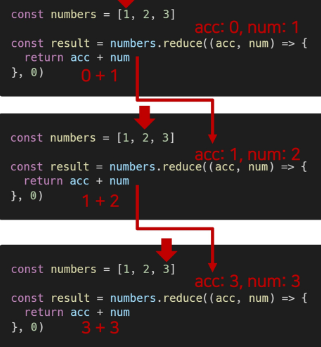 const numbers = [1, 2, 3]
acc: 0, num: 1
const result = numbers.reduce((acc, num) => {
return acc + num
}, 0)
0 + 1
const numbers = [1, 2, 3]
acc: 1, num: 2
const result = numbers.reduce((acc, num) => {
return acc + num
}, 0)
1 + 2
const numbers = [1, 2, 3]
acc: 3, num: 3
const result = numbers.reduce((acc, num) => {
return acc + num
}, 0)
3 + 3